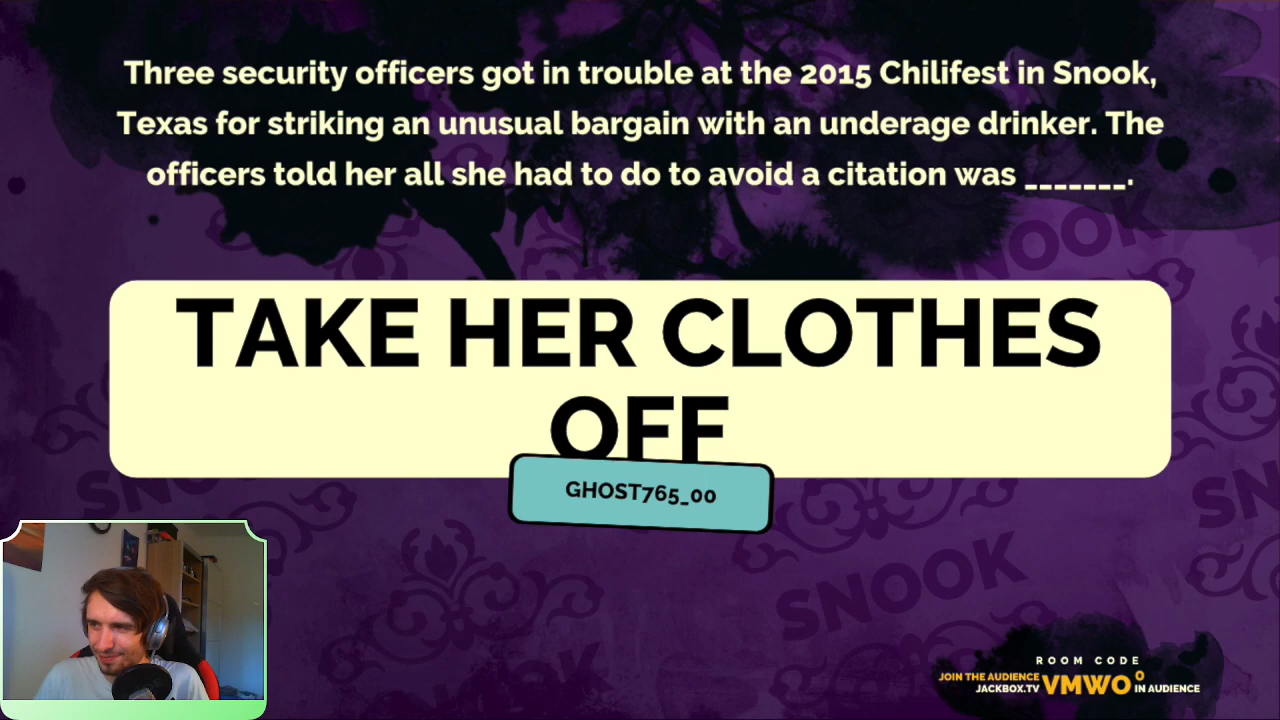 Three security officers got in trouble at the 2015 Chilifest in Snook,
Texas for striking an unusual bargain with an underage drinker. The
officers told her all she had to do to avoid a citation was _______.
SNOOK
TAKE HER CLOTHES
OFF
GHOST765_00
SNOOK
ROOM CODE
JOIN THE AUDIENCE
JACKBOX.TV
VMWO
0
IN AUDIENCE